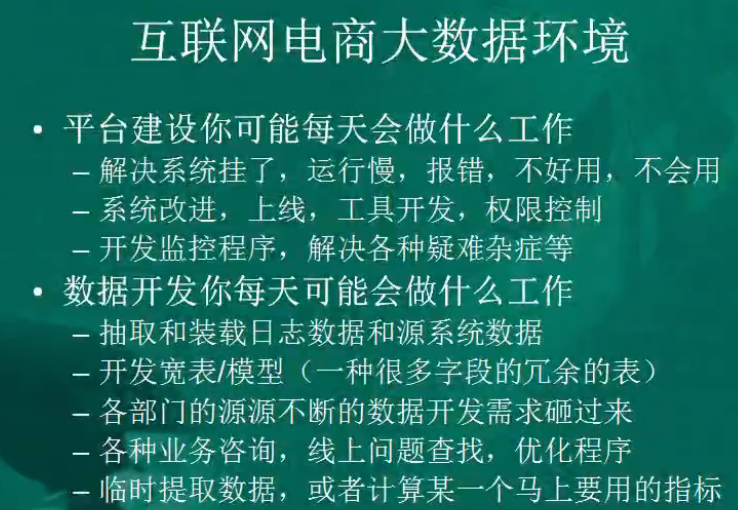 互联网电商大数据环境
• 平台建设你可能每天会做什么工作
– 解决系统挂了，运行慢，报错，不好用，不会用
– 系统改进，上线，工具开发，权限控制
– 开发监控程序，解决各种疑难杂症等
• 数据开发你每天可能会做什么工作
– 抽取和装载日志数据和源系统数据
– 开发宽表/模型（一种很多字段的冗余的表）
– 各部门的源源不断的数据开发需求砸过来
– 各种业务咨询，线上问题查找，优化程序
– 临时提取数据，或者计算某一个马上要用的指标